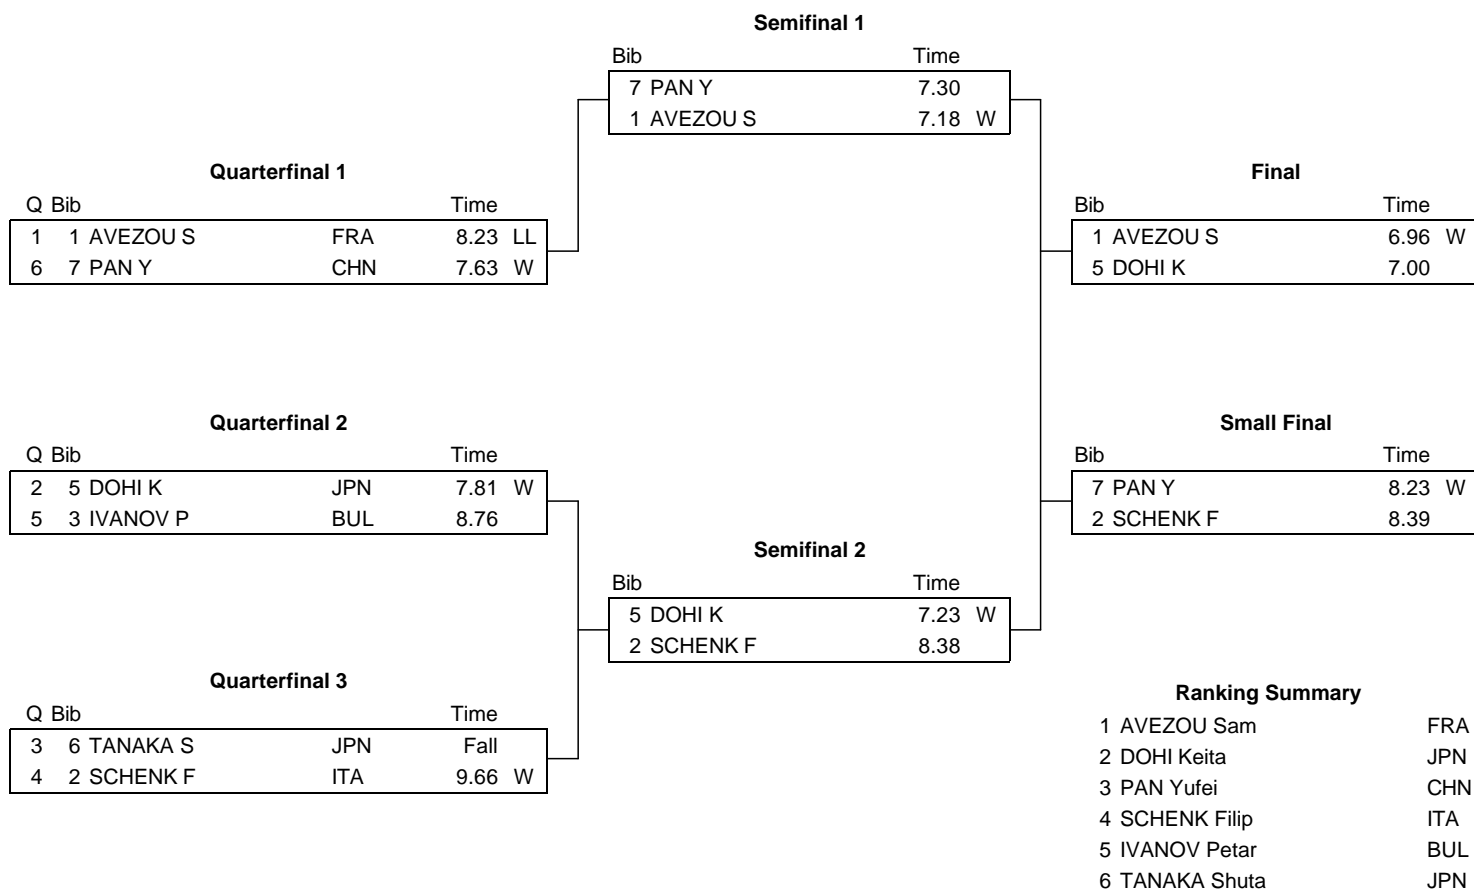 Semifinal 1
Bib Time
7 PAN Y 7.30
1 AVEZOU S 7.18 W
Quarterfinal 1
Q Bib Time
1 1 AVEZOU S FRA 8.23 LL
6 7 PAN Y CHN 7.63 W
Final
Bib Time
1 AVEZOU S 6.96 W
5 DOHI K 7.00
Quarterfinal 2
Q Bib Time
2 5 DOHI K JPN 7.81 W
5 3 IVANOV P BUL 8.76
Small Final
Bib Time
7 PAN Y 8.23 W
2 SCHENK F 8.39
Semifinal 2
Bib Time
5 DOHI K 7.23 W
2 SCHENK F 8.38
Quarterfinal 3
Q Bib Time
3 6 TANAKA S JPN Fall
4 2 SCHENK F ITA 9.66 W
Ranking Summary
1 AVEZOU Sam FRA
2 DOHI Keita JPN
3 PAN Yufei CHN
4 SCHENK Filip ITA
5 IVANOV Petar BUL
6 TANAKA Shuta JPN